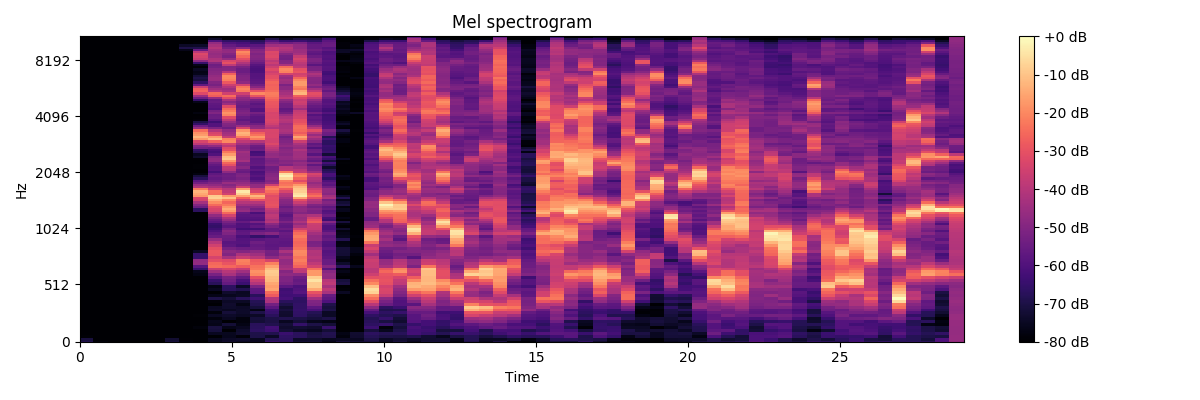 Mel spectrogram
Hz
8192
4096
2048
1024
512
0
0 5 10 15 20 25
Time
+0 dB
-10 dB
-20 dB
-30 dB
-40 dB
-50 dB
-60 dB
-70 dB
-80 dB